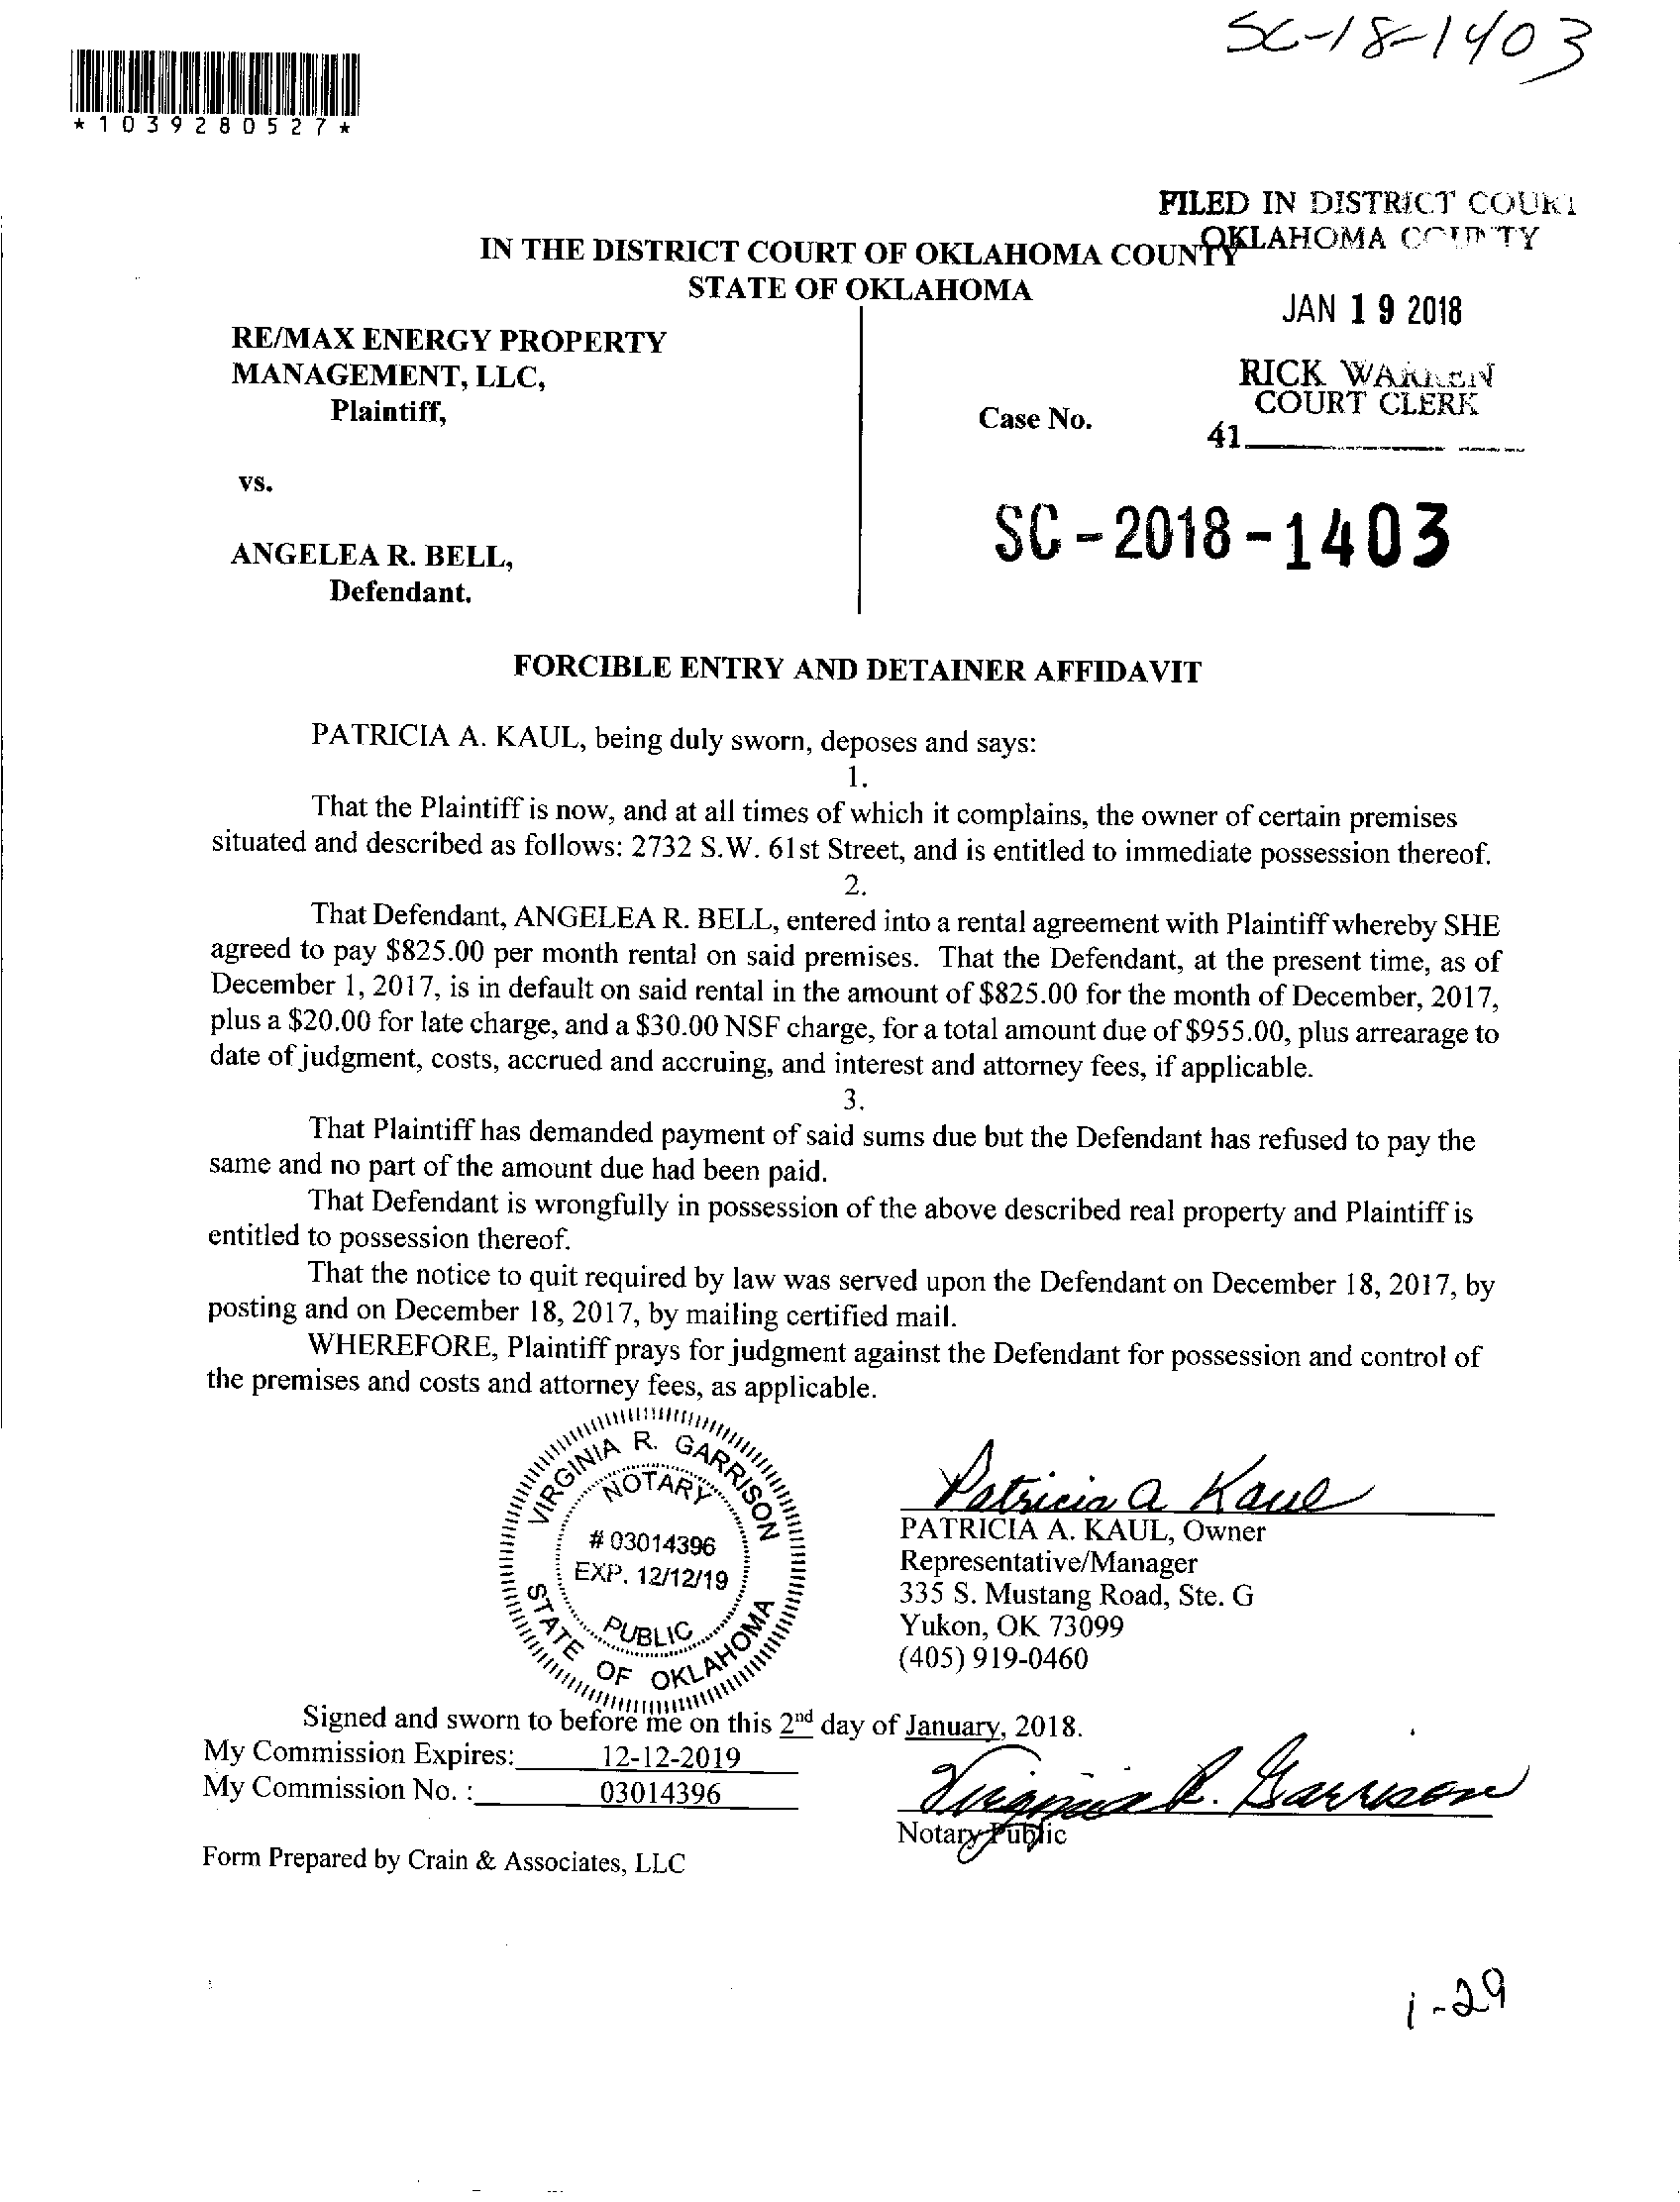 SC-18-1403
*1039280527*
FILED IN DISTRICT COURT
OKLAHOMA COUNTY
IN THE DISTRICT COURT OF OKLAHOMA COUNTY
STATE OF OKLAHOMA
JAN 19 2018
RICK WARREN
COURT CLERK
41
RE/MAX ENERGY PROPERTY
MANAGEMENT, LLC,
Plaintiff,
Case No.
vs.
SC-2018-1403
ANGELEA R. BELL,
Defendant.
FORCIBLE ENTRY AND DETAINER AFFIDAVIT
PATRICIA A. KAUL, being duly sworn, deposes and says:
1.
That the Plaintiff is now, and at all times of which it complains, the owner of certain premises
situated and described as follows: 2732 S.W. 61st Street, and is entitled to immediate possession thereof.
2.
That Defendant, ANGELEA R. BELL, entered into a rental agreement with Plaintiff whereby SHE
agreed to pay $825.00 per month rental on said premises. That the Defendant, at the present time, as of
December 1, 2017, is in default on said rental in the amount of $825.00 for the month of December, 2017,
plus a $20.00 for late charge, and a $30.00 NSF charge, for a total amount due of $955.00, plus arrearage to
date of judgment, costs, accrued and accruing, and interest and attorney fees, if applicable.
3.
That Plaintiff has demanded payment of said sums due but the Defendant has refused to pay the
same and no part of the amount due had been paid.
That Defendant is wrongfully in possession of the above described real property and Plaintiff is
entitled to possession thereof.
That the notice to quit required by law was served upon the Defendant on December 18, 2017, by
posting and on December 18, 2017, by mailing certified mail.
WHEREFORE, Plaintiff prays for judgment against the Defendant for possession and control of
the premises and costs and attorney fees, as applicable.
VIRGINIA R. GARRISON
NOTARY
# 03014396
EXP. 12/12/19
PUBLIC
STATE OF OKLAHOMA
Patricia A Kaul
PATRICIA A. KAUL, Owner
Representative/Manager
335 S. Mustang Road, Ste. G
Yukon, OK 73099
(405) 919-0460
Signed and sworn to before me on this 2nd day of January, 2018.
My Commission Expires: 12-12-2019
My Commission No. : 03014396
Virginia R. Garrison
Notary Public
Form Prepared by Crain & Associates, LLC
1-29